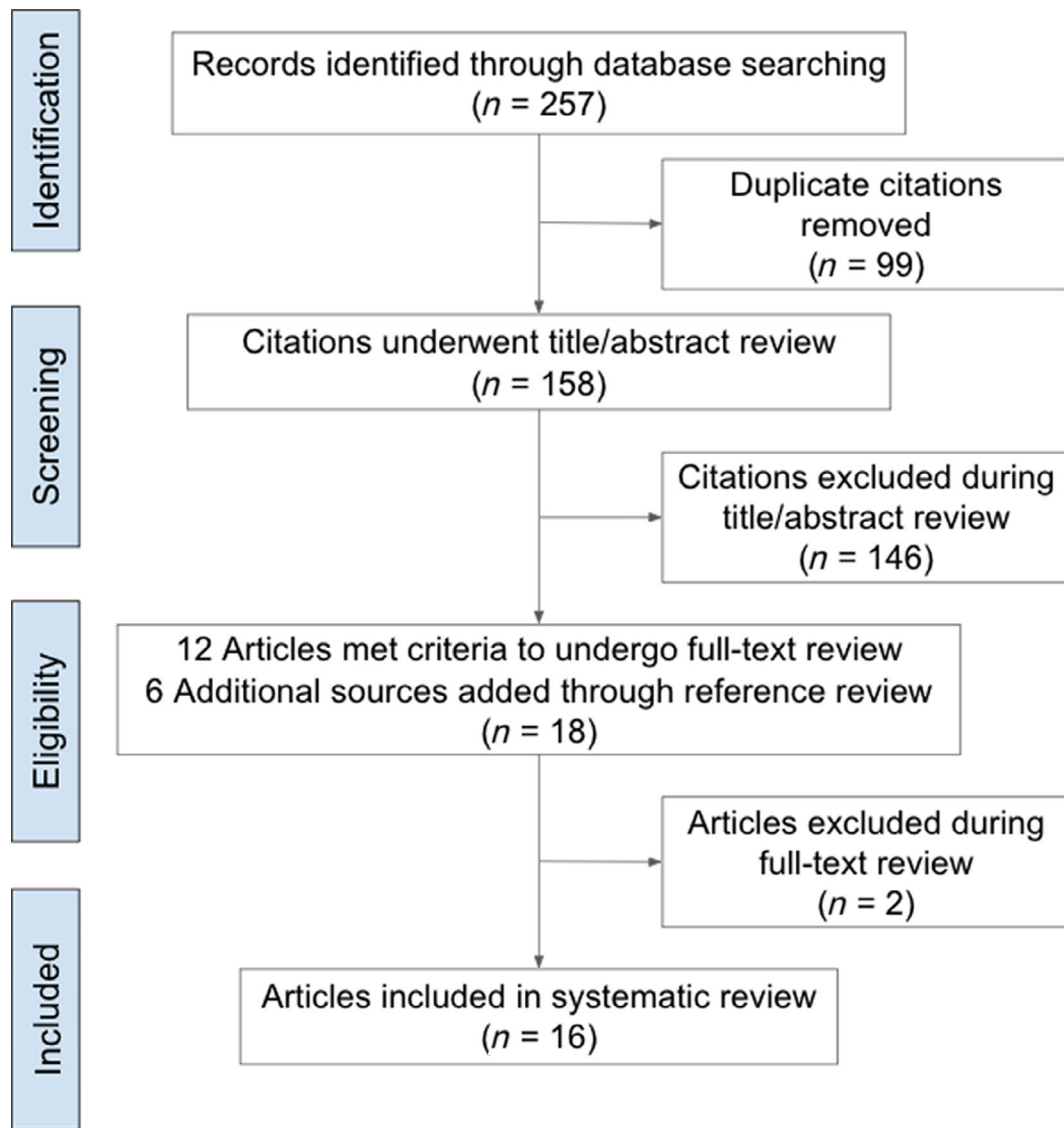 Identification
Records identified through database searching
(n = 257)
Duplicate citations
removed
(n = 99)
Screening
Citations underwent title/abstract review
(n = 158)
Citations excluded during
title/abstract review
(n = 146)
Eligibility
12 Articles met criteria to undergo full-text review
6 Additional sources added through reference review
(n = 18)
Articles excluded during
full-text review
(n = 2)
Included
Articles included in systematic review
(n = 16)